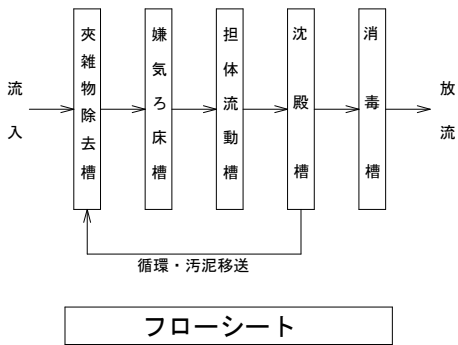 流入
夾雑物除去槽
嫌気ろ床槽
担体流動槽
沈殿槽
消毒槽
放流
循環・汚泥移送
フローシート